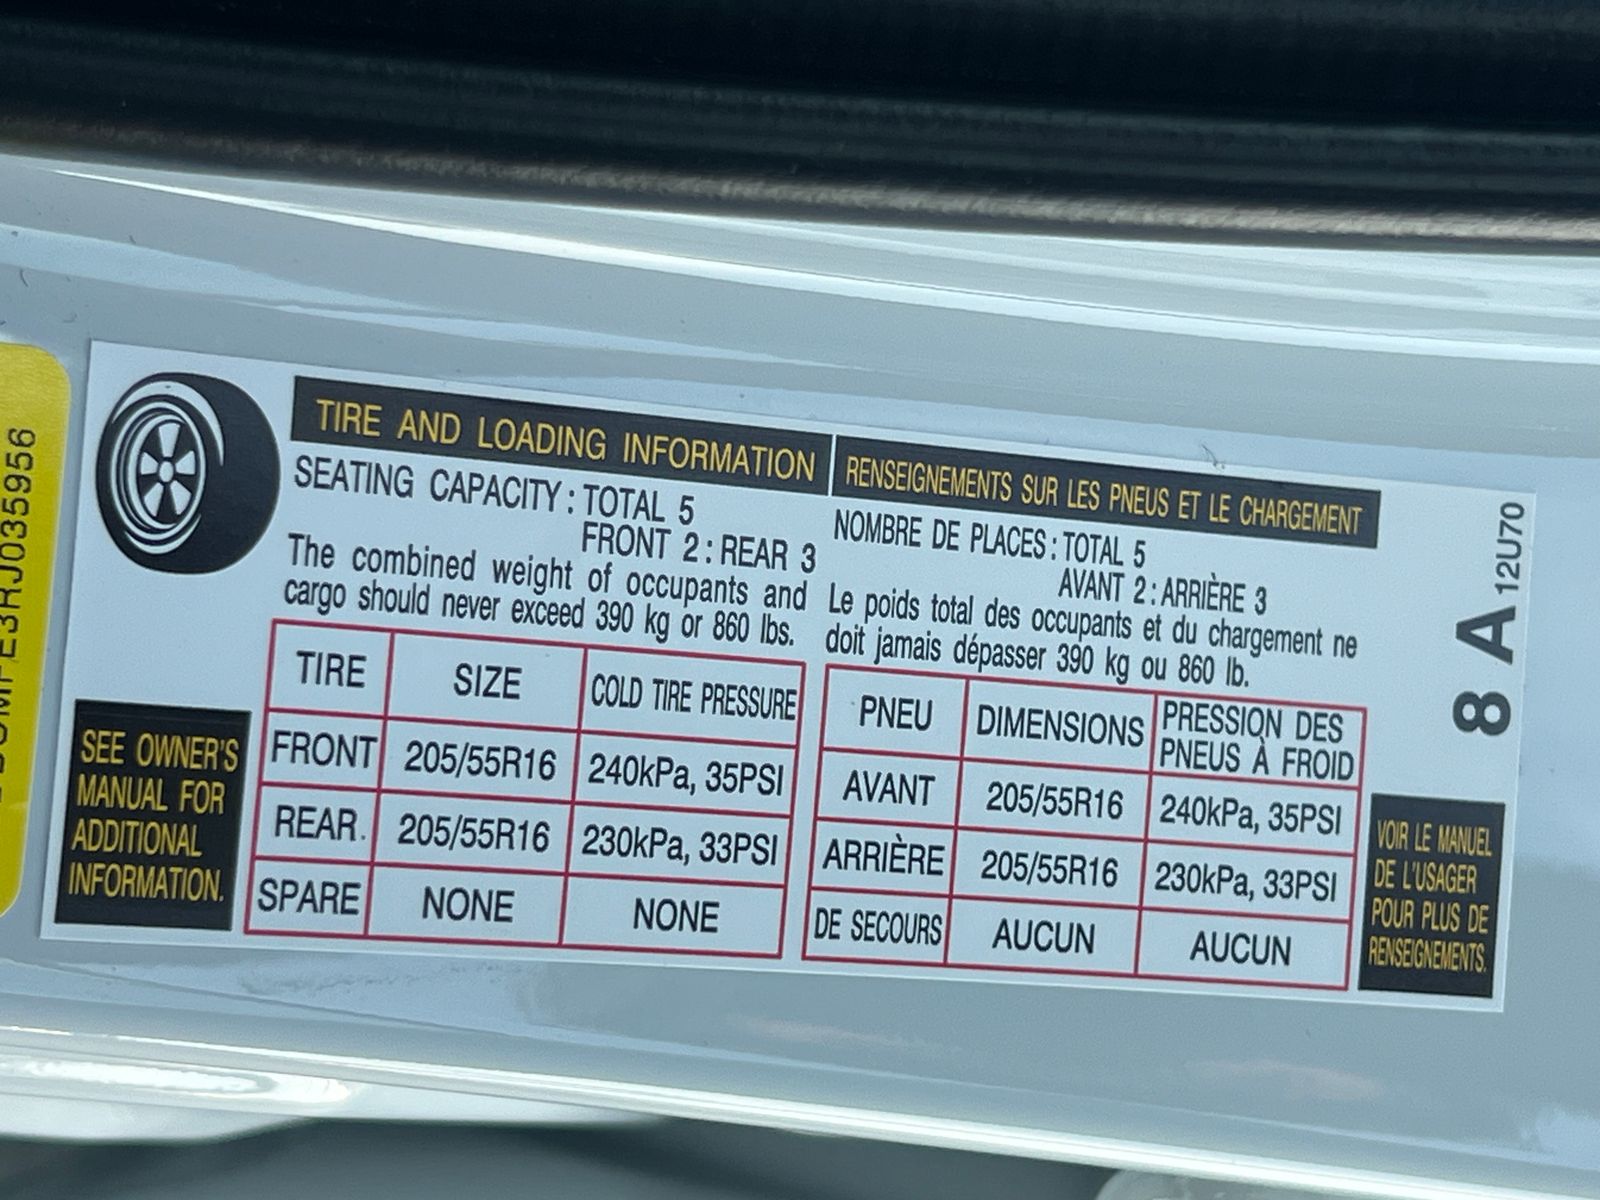 TIRE AND LOADING INFORMATION
SEATING CAPACITY : TOTAL 5
FRONT 2 : REAR 3
The combined weight of occupants and
cargo should never exceed 390 kg or 860 lbs.
TIRE SIZE COLD TIRE PRESSURE
FRONT 205/55R16 240kPa, 35PSI
REAR. 205/55R16 230kPa, 33PSI
SPARE NONE NONE
SEE OWNER'S
MANUAL FOR
ADDITIONAL
INFORMATION.
RENSEIGNEMENTS SUR LES PNEUS ET LE CHARGEMENT
NOMBRE DE PLACES : TOTAL 5
AVANT 2 : ARRIÈRE 3
Le poids total des occupants et du chargement ne
doit jamais dépasser 390 kg ou 860 lb.
PNEU DIMENSIONS PRESSION DES
PNEUS À FROID
AVANT 205/55R16 240kPa, 35PSI
ARRIÈRE 205/55R16 230kPa, 33PSI
DE SECOURS AUCUN AUCUN
VOIR LE MANUEL
DE L'USAGER
POUR PLUS DE
RENSEIGNEMENTS.
8 A 12U70